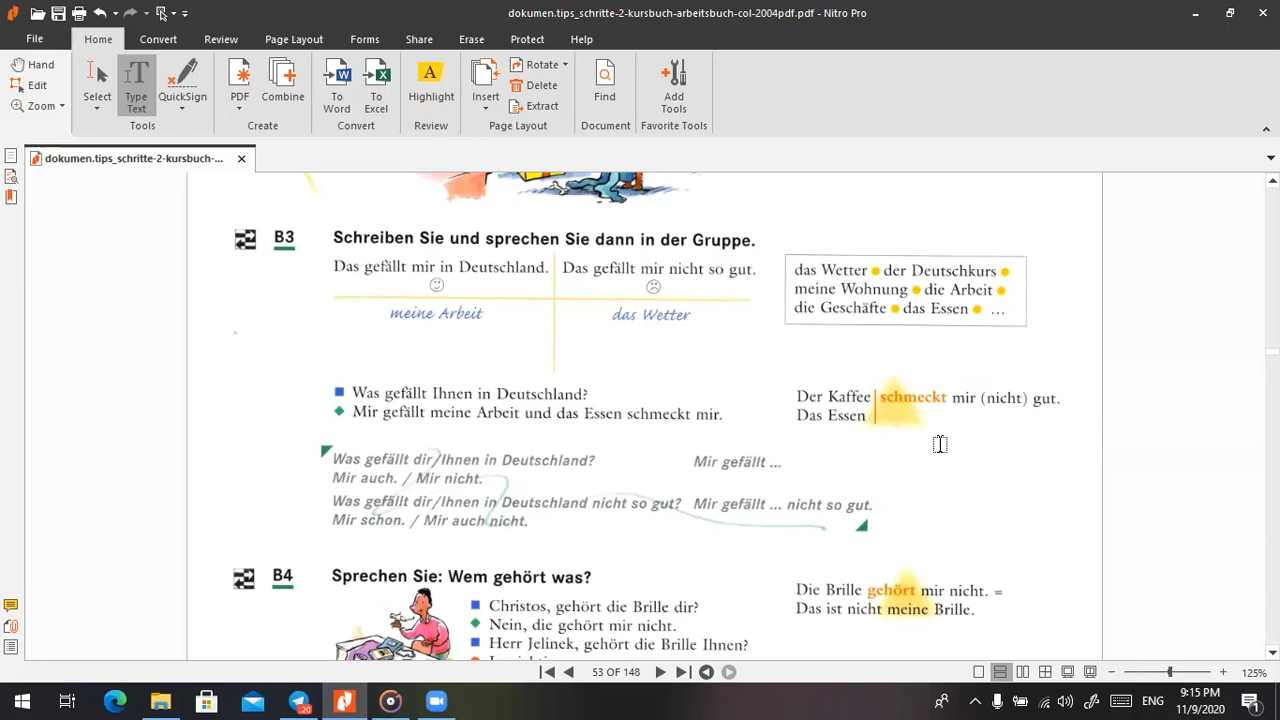 dokumen.tips_schritte-2-kursbuch-arbeitsbuch-col-2004pdf.pdf - Nitro Pro
File Home Convert Review Page Layout Forms Share Erase Protect Help
Hand
Edit
Zoom
Select
Type Text
QuickSign
PDF
Combine
To Word
To Excel
Highlight
Insert
Rotate
Delete
Extract
Find
Add Tools
Tools Create Convert Review Page Layout Document Favorite Tools
dokumen.tips_schritte-2-kursbuch-...
B3 Schreiben Sie und sprechen Sie dann in der Gruppe.
Das gefällt mir in Deutschland. Das gefällt mir nicht so gut.
meine Arbeit das Wetter
das Wetter • der Deutschkurs •
meine Wohnung • die Arbeit •
die Geschäfte • das Essen • ...
Was gefällt Ihnen in Deutschland?
Mir gefällt meine Arbeit und das Essen schmeckt mir.
Der Kaffee schmeckt mir (nicht) gut.
Das Essen
Was gefällt dir/Ihnen in Deutschland? Mir gefällt ...
Mir auch. / Mir nicht.
Was gefällt dir/Ihnen in Deutschland nicht so gut? Mir gefällt ... nicht so gut.
Mir schon. / Mir auch nicht.
B4 Sprechen Sie: Wem gehört was?
Christos, gehört die Brille dir?
Nein, die gehört mir nicht.
Herr Jelinek, gehört die Brille Ihnen?
Die Brille gehört mir nicht. =
Das ist nicht meine Brille.
53 OF 148
125%
ENG
9:15 PM
11/9/2020